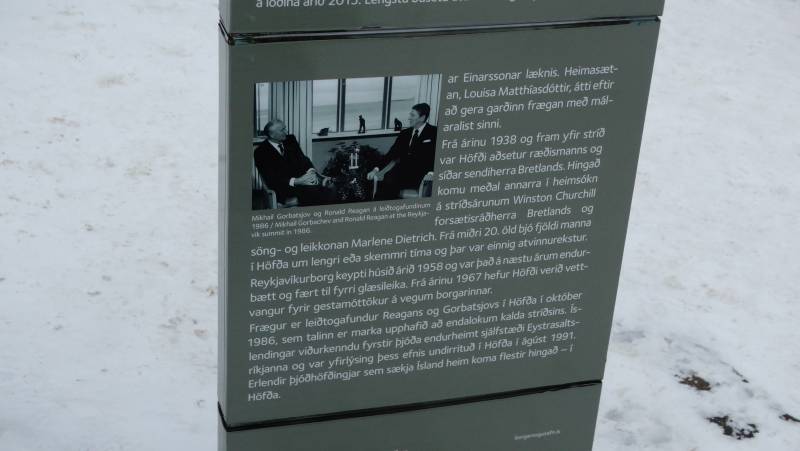 á lóðina árið 2015. Lengstu búsetu
ar Einarssonar læknis. Heimasæt-
an, Louisa Matthíasdóttir, átti eftir
að gera garðinn frægan með mál-
aralist sinni.
Frá árinu 1938 og fram yfir stríð
var Höfði aðsetur ræðismanns og
síðar sendiherra Bretlands. Hingað
komu meðal annarra í heimsókn
á stríðsárunum Winston Churchill
forsætisráðherra Bretlands og
söng- og leikkonan Marlene Dietrich. Frá miðri 20. öld bjó fjöldi manna
í Höfða um lengri eða skemmri tíma og þar var einnig atvinnurekstur.
Reykjavíkurborg keypti húsið árið 1958 og var það á næstu árum endur-
bætt og fært til fyrri glæsileika. Frá árinu 1967 hefur Höfði verið vett-
vangur fyrir gestamóttökur á vegum borgarinnar.
Frægur er leiðtogafundur Reagans og Gorbatsjovs í Höfða í október
1986, sem talinn er marka upphafið að endalokum kalda stríðsins. Ís-
lendingar viðurkenndu fyrstir þjóða endurheimt sjálfstæði Eystrasalts-
ríkjanna og var yfirlýsing þess efnis undirrituð í Höfða í ágúst 1991.
Erlendir þjóðhöfðingjar sem sækja Ísland heim koma flestir hingað – í
Höfða.
Mikhail Gorbatsjov og Ronald Reagan á leiðtogafundinum
1986 / Mikhail Gorbachev and Ronald Reagan at the Reykja-
vik summit in 1986.